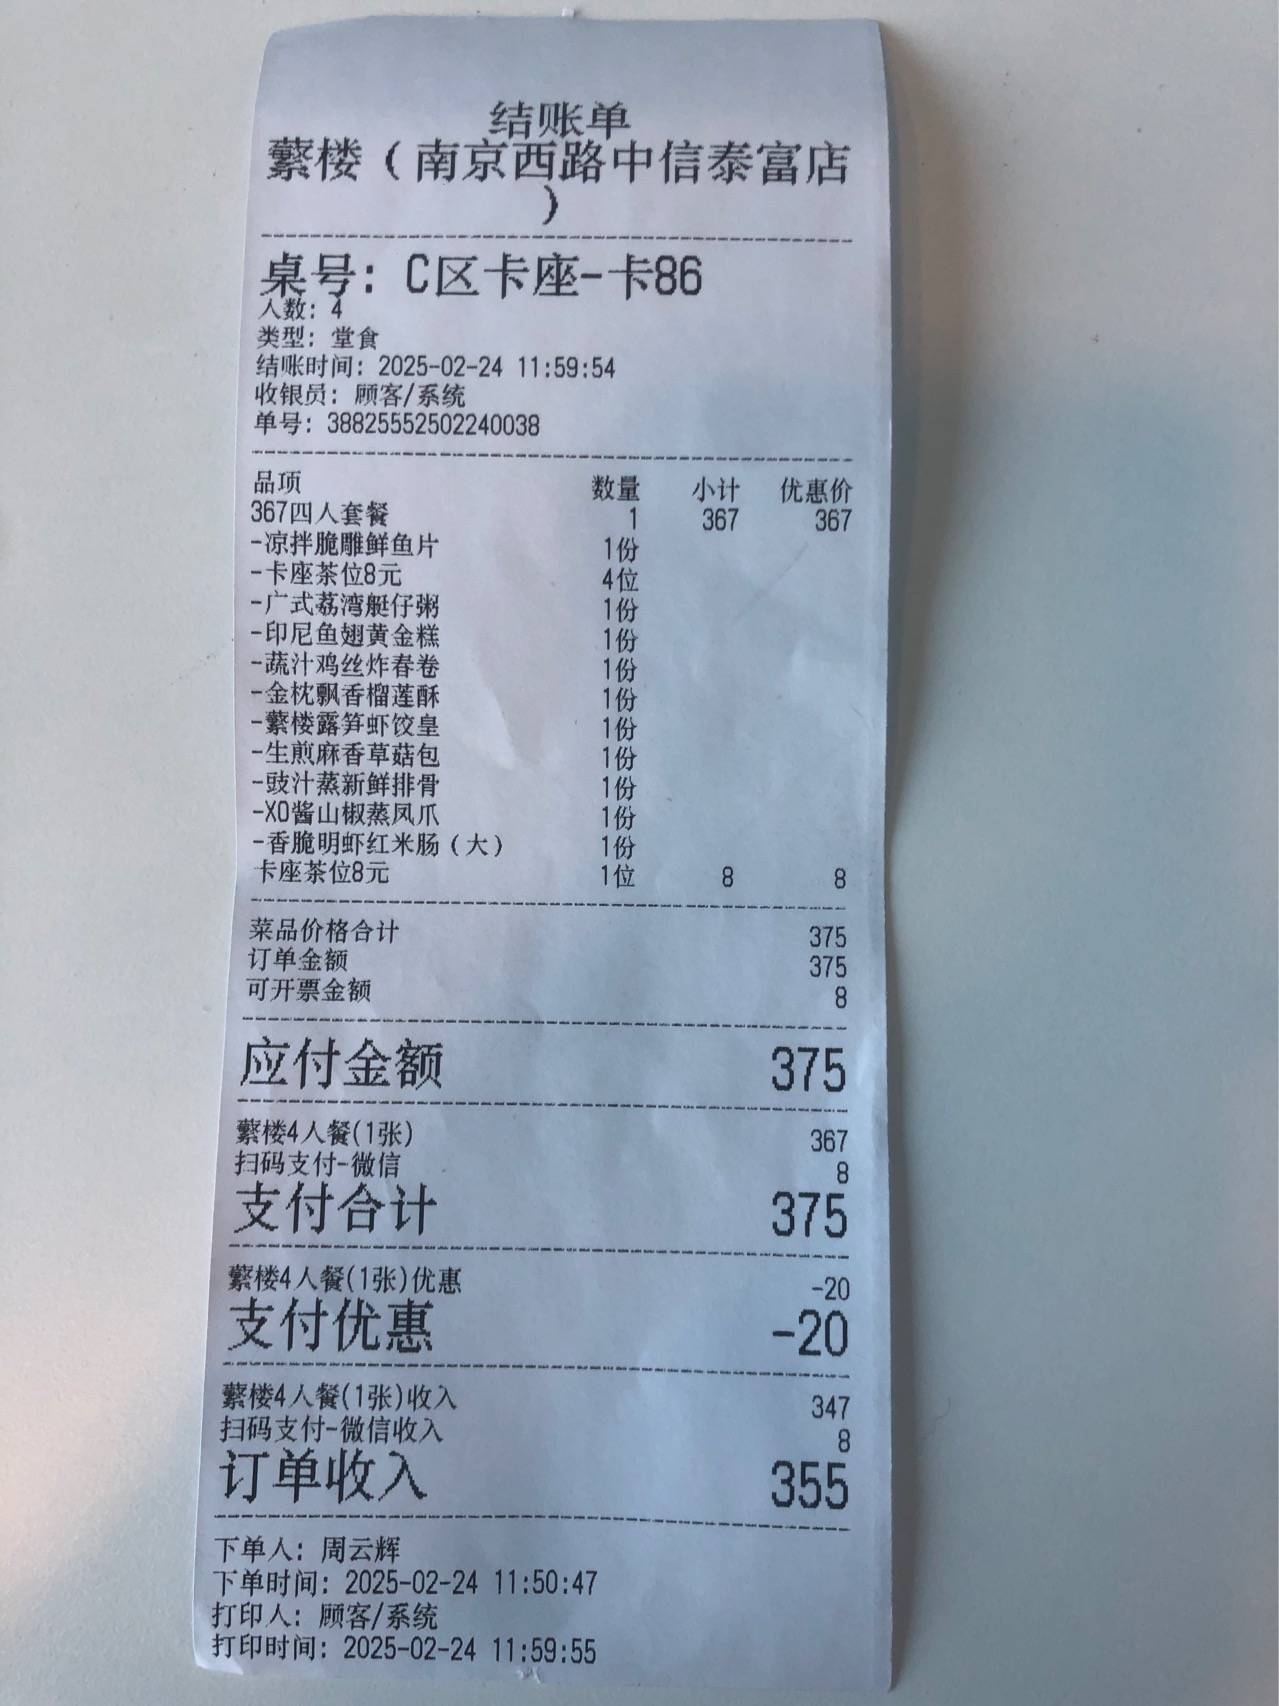 结账单
蘩楼（南京西路中信泰富店
）
桌号：C区卡座-卡86
人数：4
类型：堂食
结账时间：2025-02-24 11:59:54
收银员：顾客/系统
单号：38825552502240038
品项 数量 小计 优惠价
367四人套餐 1 367 367
-凉拌脆雕鲜鱼片 1份
-卡座茶位8元 4位
-广式荔湾艇仔粥 1份
-印尼鱼翅黄金糕 1份
-蔬汁鸡丝炸春卷 1份
-金枕飘香榴莲酥 1份
-蘩楼露笋虾饺皇 1份
-生煎麻香草菇包 1份
-豉汁蒸新鲜排骨 1份
-XO酱山椒蒸凤爪 1份
-香脆明虾红米肠（大） 1份
卡座茶位8元 1位 8 8
菜品价格合计 375
订单金额 375
可开票金额 8
应付金额 375
蘩楼4人餐(1张) 367
扫码支付-微信 8
支付合计 375
蘩楼4人餐(1张)优惠 -20
支付优惠 -20
蘩楼4人餐(1张)收入 347
扫码支付-微信收入 8
订单收入 355
下单人：周云辉
下单时间：2025-02-24 11:50:47
打印人：顾客/系统
打印时间：2025-02-24 11:59:55